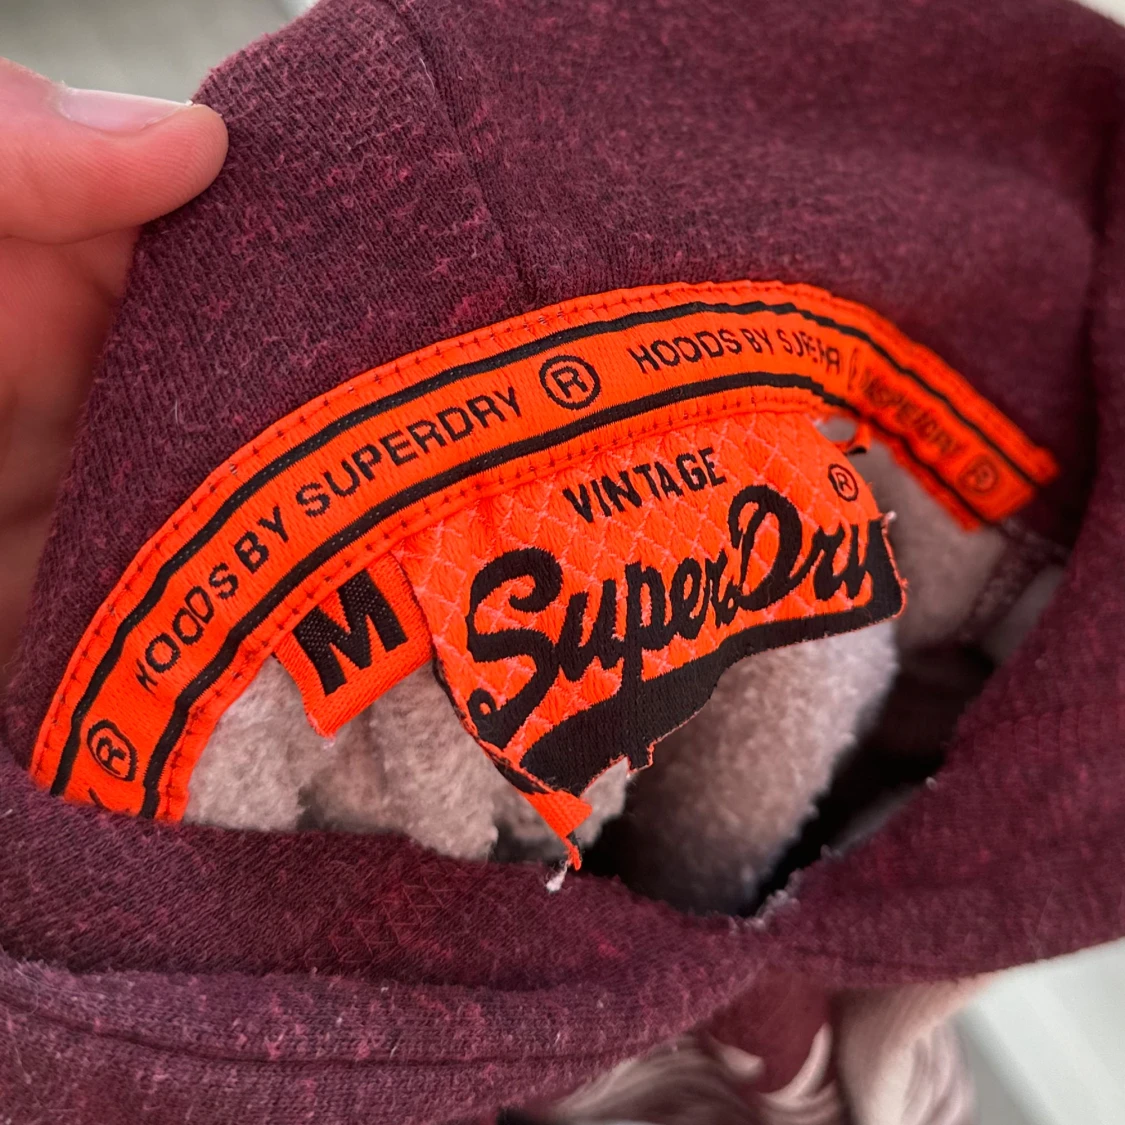 ® HOODS BY SUPERDRY ® HOODS BY
VINTAGE ®
SuperDry
M